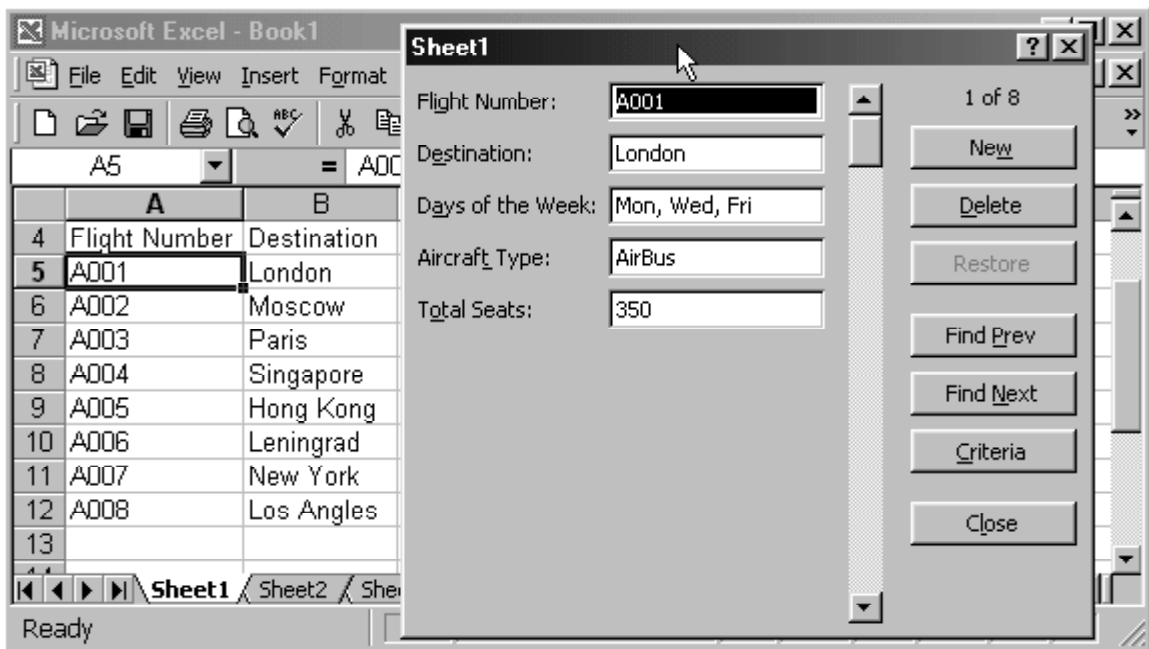 Microsoft Excel - Book1
File Edit View Insert Format
ABC
»
A5 = A00
A B
4 Flight Number Destination
5 A001 London
6 A002 Moscow
7 A003 Paris
8 A004 Singapore
9 A005 Hong Kong
10 A006 Leningrad
11 A007 New York
12 A008 Los Angles
13
Sheet1 Sheet2 She
Ready
Sheet1
? X
Flight Number: A001
Destination: London
Days of the Week: Mon, Wed, Fri
Aircraft Type: AirBus
Total Seats: 350
1 of 8
New
Delete
Restore
Find Prev
Find Next
Criteria
Close